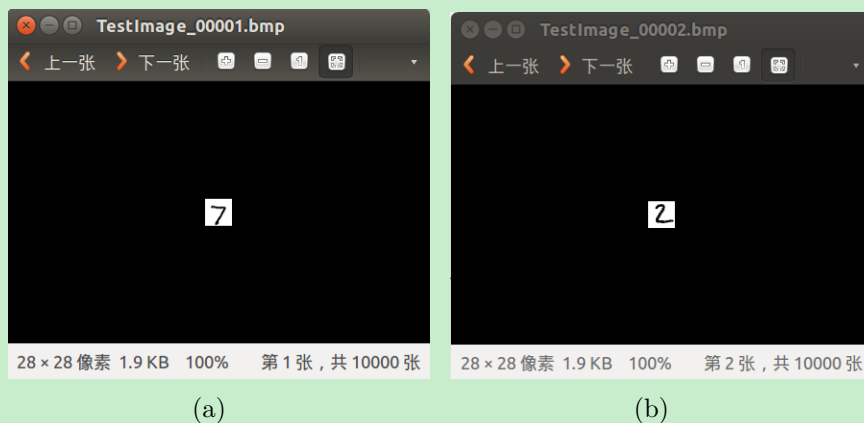 TestImage_00001.bmp
上一张 下一张
7
28 × 28 像素 1.9 KB 100% 第 1 张，共 10000 张
(a)
TestImage_00002.bmp
上一张 下一张
2
28 × 28 像素 1.9 KB 100% 第 2 张，共 10000 张
(b)